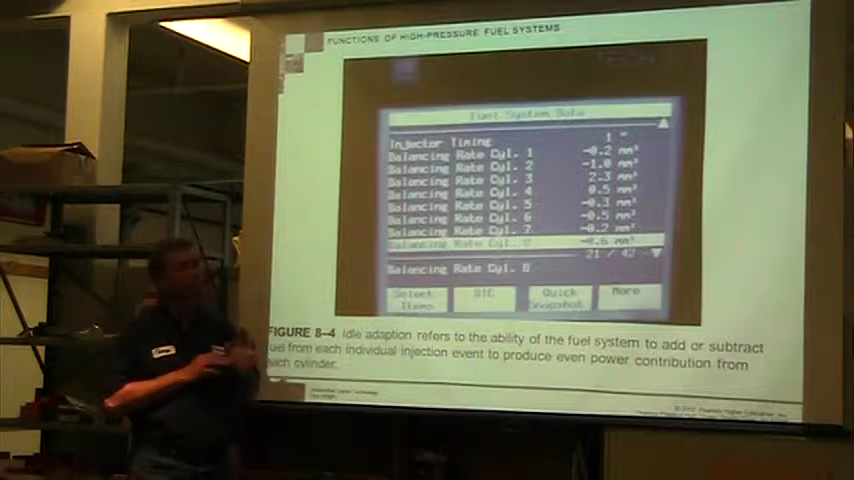 FUNCTIONS OF HIGH-PRESSURE FUEL SYSTEMS
Fuel System Data
Injector Timing 1 °
Balancing Rate Cyl. 1 -0.2 mm³
Balancing Rate Cyl. 2 -1.0 mm³
Balancing Rate Cyl. 3 2.3 mm³
Balancing Rate Cyl. 4 0.5 mm³
Balancing Rate Cyl. 5 -0.3 mm³
Balancing Rate Cyl. 6 -0.5 mm³
Balancing Rate Cyl. 7 -0.2 mm³
Balancing Rate Cyl. 8 -0.6 mm³
21 / 42
Balancing Rate Cyl. 8
Select Items
DTC
Quick Snapshot
More
FIGURE 8–4 Idle adaption refers to the ability of the fuel system to add or subtract
fuel from each individual injection event to produce even power contribution from
each cylinder.